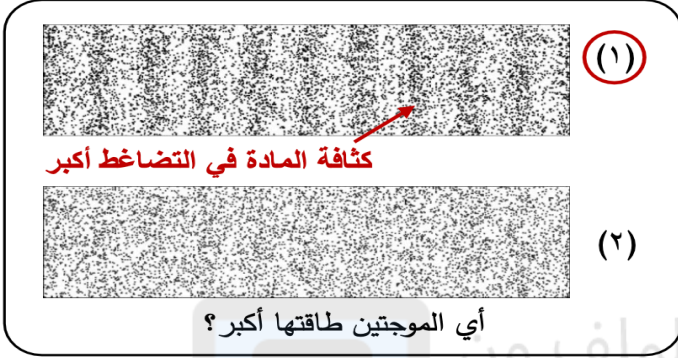 (١)
كثافة المادة في التضاغط أكبر
(٢)
أي الموجتين طاقتها أكبر ؟